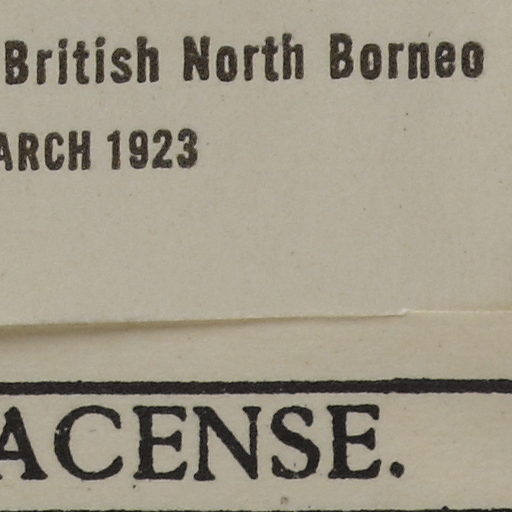 British North Borneo
ARCH 1923
ACENSE.